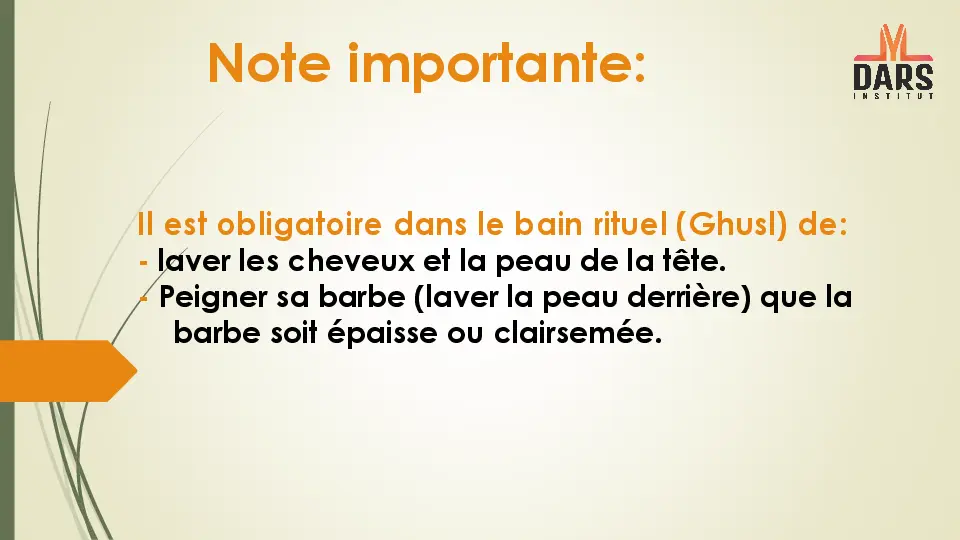 Note importante:
DARS
INSTITUT
Il est obligatoire dans le bain rituel (Ghusl) de:
- laver les cheveux et la peau de la tête.
- Peigner sa barbe (laver la peau derrière) que la
barbe soit épaisse ou clairsemée.